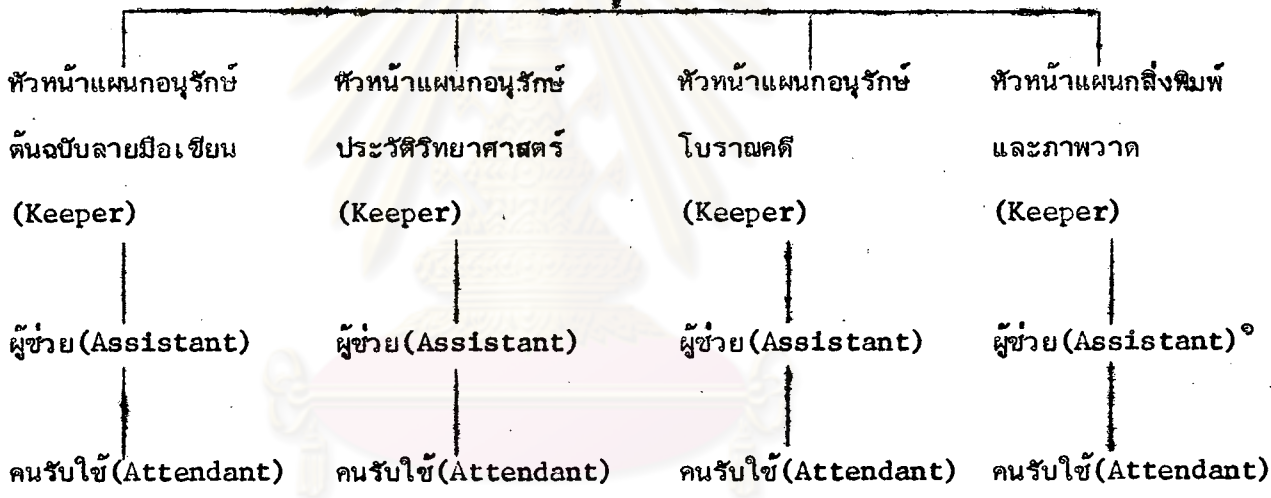 หัวหน้าแผนกอนุรักษ์ หัวหน้าแผนกอนุรักษ์ หัวหน้าแผนกอนุรักษ์ หัวหน้าแผนกสิ่งพิมพ์
ต้นฉบับลายมือเขียน ประวัติวิทยาศาสตร์ โบราณคดี และภาพวาด
(Keeper) (Keeper) (Keeper) (Keeper)
ผู้ช่วย(Assistant) ผู้ช่วย(Assistant) ผู้ช่วย(Assistant) ผู้ช่วย(Assistant)๑
คนรับใช้(Attendant) คนรับใช้(Attendant) คนรับใช้(Attendant) คนรับใช้(Attendant)